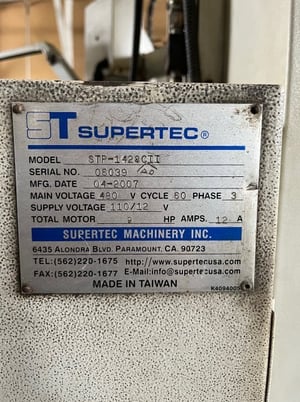 ST SUPERTEC®
MODEL STP-1428CII
SERIAL NO. 08039 AO
MFG. DATE 04-2007
MAIN VOLTAGE 480 V CYCLE 60 PHASE 3
SUPPLY VOLTAGE 110/12 V
TOTAL MOTOR HP AMPS. 12 A
SUPERTEC MACHINERY INC.
6435 ALONDRA BLVD. PARAMOUNT, CA. 90723
TEL:(562)220-1675 http://www.supertecusa.com
FAX:(562)220-1677 E-Mail:info@supertecusa.com
MADE IN TAIWAN